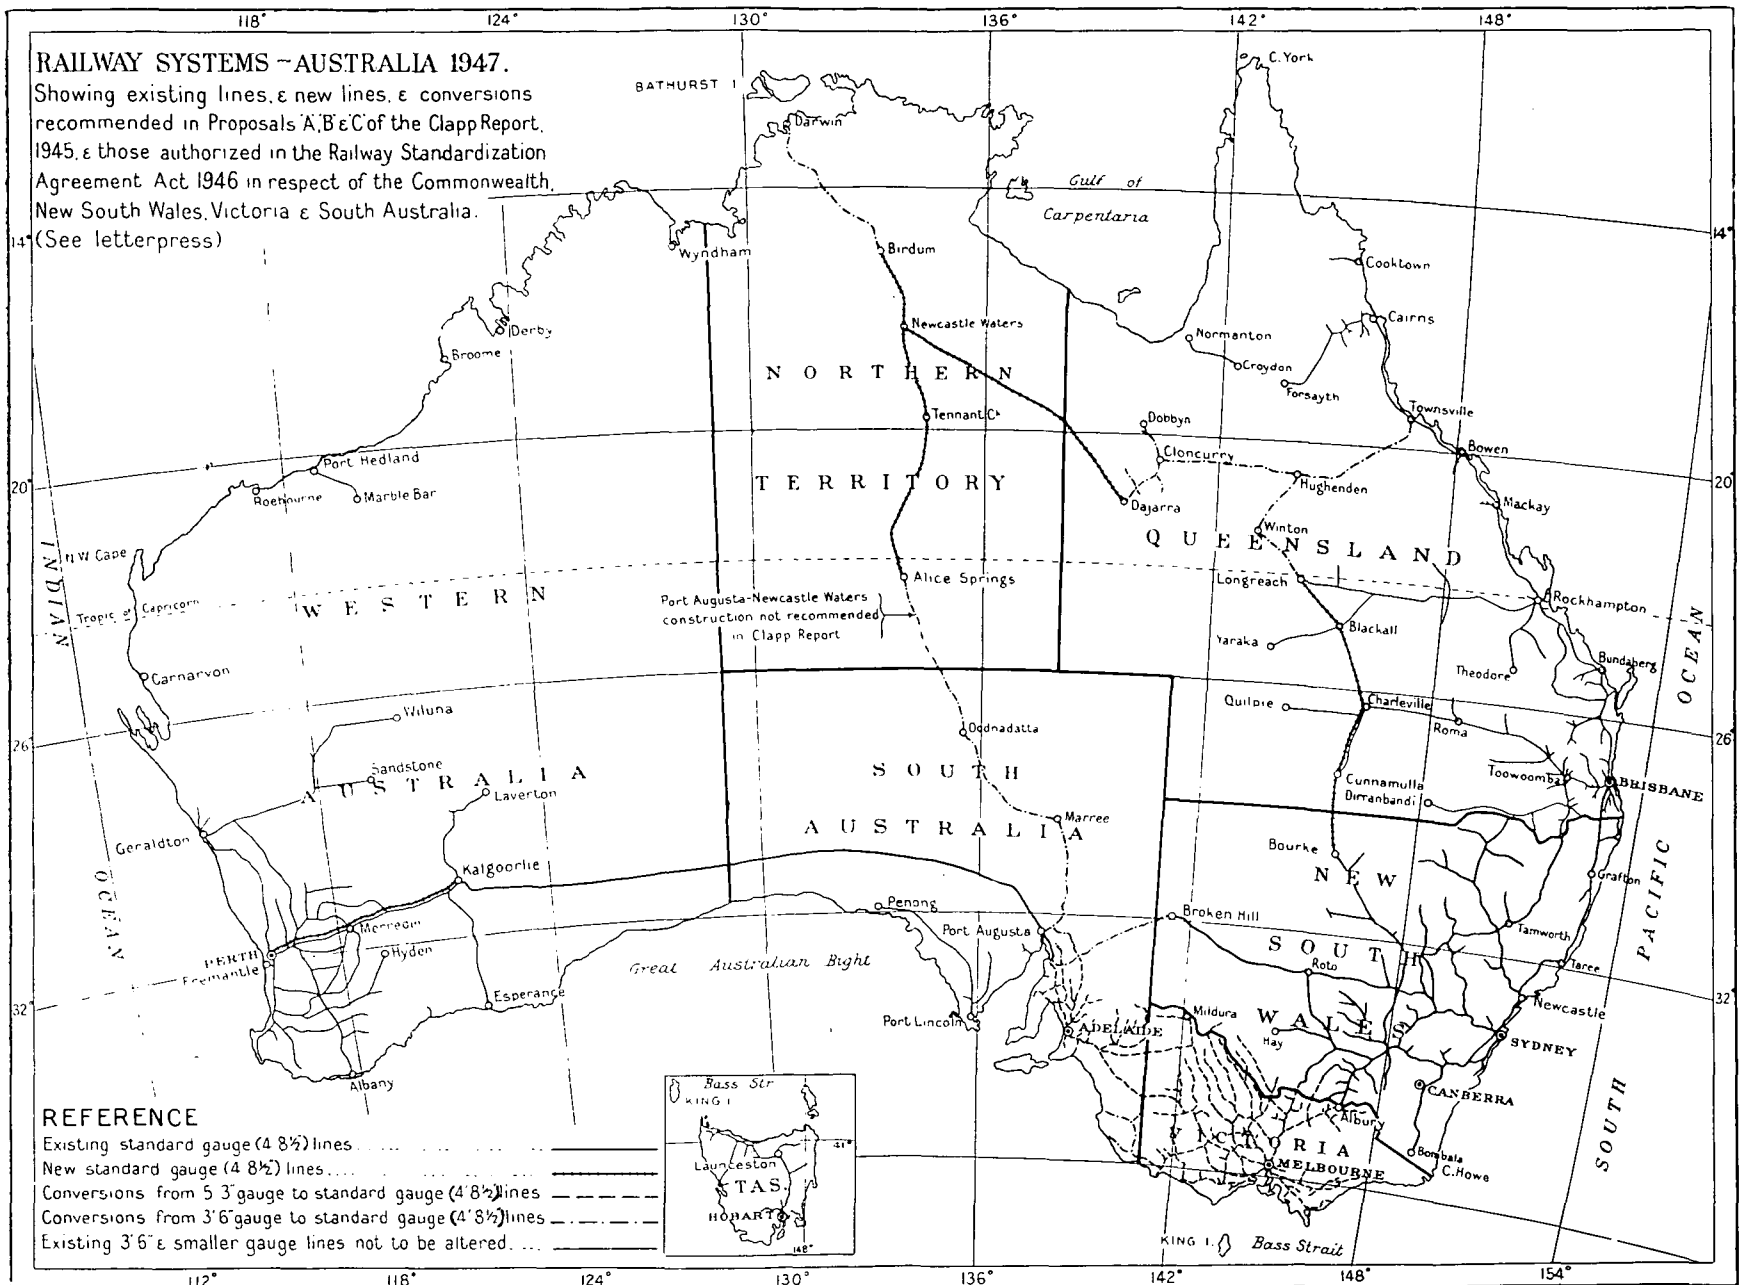 118° 124° 130° 136° 142° 148°
RAILWAY SYSTEMS ~ AUSTRALIA 1947.
Showing existing lines, & new lines, & conversions
recommended in Proposals 'A', 'B' & 'C' of the Clapp Report,
1945, & those authorized in the Railway Standardization
Agreement Act 1946 in respect of the Commonwealth,
New South Wales, Victoria & South Australia.
(See letterpress)
BATHURST I
C. York
Darwin
Gulf of
Carpentaria
14°
14°
Wyndham
Birdum
Cooktown
Derby
Newcastle Waters
Cairns
Broome
Normanton
Croydon
Forsayth
NORTHERN
Tennant Ck
Dobbyn
Townsville
Port Hedland
Cloncurry
Bowen
20°
20°
Roebourne
Marble Bar
TERRITORY
Hughenden
Dajarra
Mackay
Winton
QUEENSLAND
N W Cape
INDIAN
Tropic of Capricorn
WESTERN
Alice Springs
Longreach
Rockhampton
Port Augusta-Newcastle Waters
construction not recommended
in Clapp Report
Blackall
Yaraka
OCEAN
Carnarvon
Theodore
Bundaberg
Wiluna
Quilpie
Charleville
Roma
26°
26°
Oodnadatta
Sandstone
AUSTRALIA
Laverton
SOUTH
Cunnamulla
Toowoomba
BRISBANE
Dirranbandi
Geraldton
AUSTRALIA
Marree
Bourke
PACIFIC
OCEAN
Kalgoorlie
NEW
Grafton
Merredin
Penong
Port Augusta
Broken Hill
Tamworth
PERTH
Fremantle
Hyden
Great Australian Bight
SOUTH
Roto
Taree
32°
32°
Esperance
Port Lincoln
ADELAIDE
Mildura
WALES
Hay
Newcastle
SYDNEY
Albany
CANBERRA
SOUTH
Albury
VICTORIA
MELBOURNE
Bombala
C. Howe
KING I.
Bass Strait
Bass Str
KING I
41°
Launceston
TAS.
HOBART
148°
REFERENCE
Existing standard gauge (4'8½") lines
New standard gauge (4'8½") lines
Conversions from 5'3" gauge to standard gauge (4'8½") lines
Conversions from 3'6" gauge to standard gauge (4'8½") lines
Existing 3'6" & smaller gauge lines not to be altered
112° 118° 124° 130° 136° 142° 148° 154°